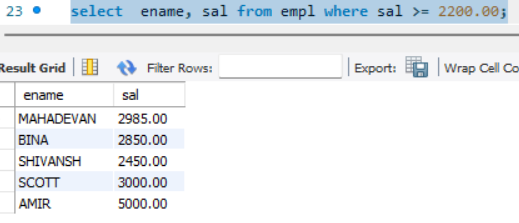 23 select ename, sal from empl where sal >= 2200.00;
Result Grid Filter Rows: Export: Wrap Cell Co
ename sal
MAHADEVAN 2985.00
BINA 2850.00
SHIVANSH 2450.00
SCOTT 3000.00
AMIR 5000.00